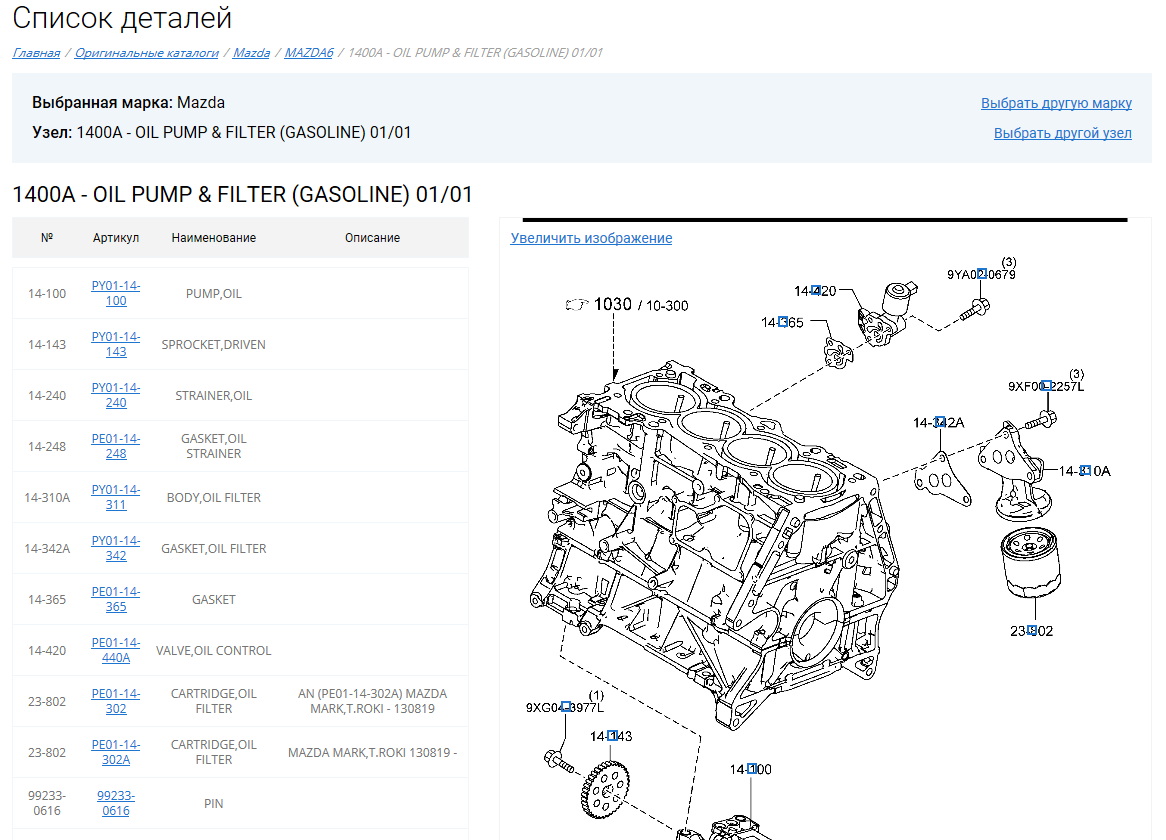 Список деталей
Главная / Оригинальные каталоги / Mazda / MAZDA6 / 1400A - OIL PUMP & FILTER (GASOLINE) 01/01
Выбранная марка: Mazda
Выбрать другую марку
Узел: 1400A - OIL PUMP & FILTER (GASOLINE) 01/01
Выбрать другой узел
1400A - OIL PUMP & FILTER (GASOLINE) 01/01
№ Артикул Наименование Описание
14-100 PY01-14-100 PUMP,OIL
14-143 PY01-14-143 SPROCKET,DRIVEN
14-240 PY01-14-240 STRAINER,OIL
14-248 PE01-14-248 GASKET,OIL STRAINER
14-310A PY01-14-311 BODY,OIL FILTER
14-342A PY01-14-342 GASKET,OIL FILTER
14-365 PE01-14-365 GASKET
14-420 PE01-14-440A VALVE,OIL CONTROL
23-802 PE01-14-302 CARTRIDGE,OIL FILTER AN (PE01-14-302A) MAZDA MARK,T.ROKI - 130819
23-802 PE01-14-302A CARTRIDGE,OIL FILTER MAZDA MARK,T.ROKI 130819 -
99233-0616 99233-0616 PIN
Увеличить изображение
(3)
9YA02-0679
14-420
1030 / 10-300
14-365
(3)
9XF00-2257L
14-342A
14-310A
23-802
(1)
9XG04-3977L
14-143
14-100